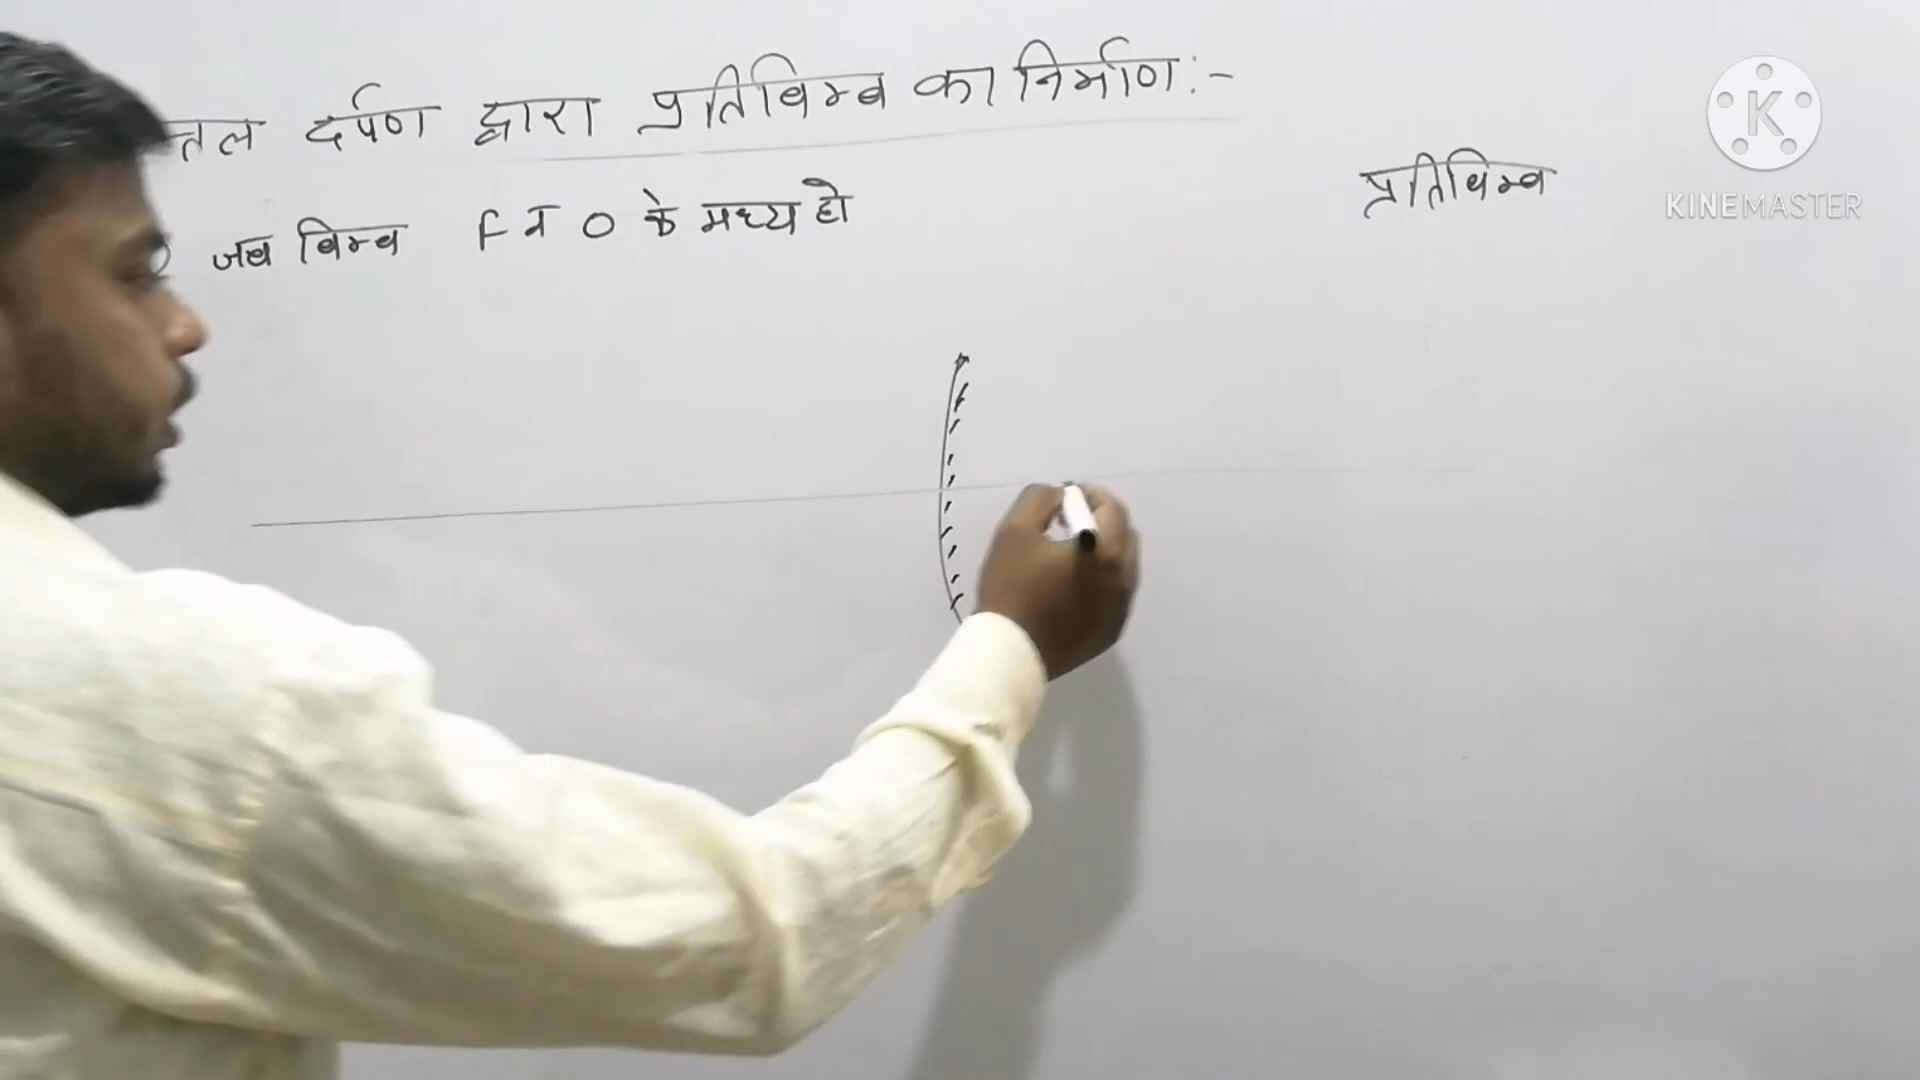 तल दर्पण द्वारा प्रतिबिम्ब का निर्माण:-
जब बिम्ब F व O के मध्य हो
प्रतिबिम्ब
K
KINEMASTER